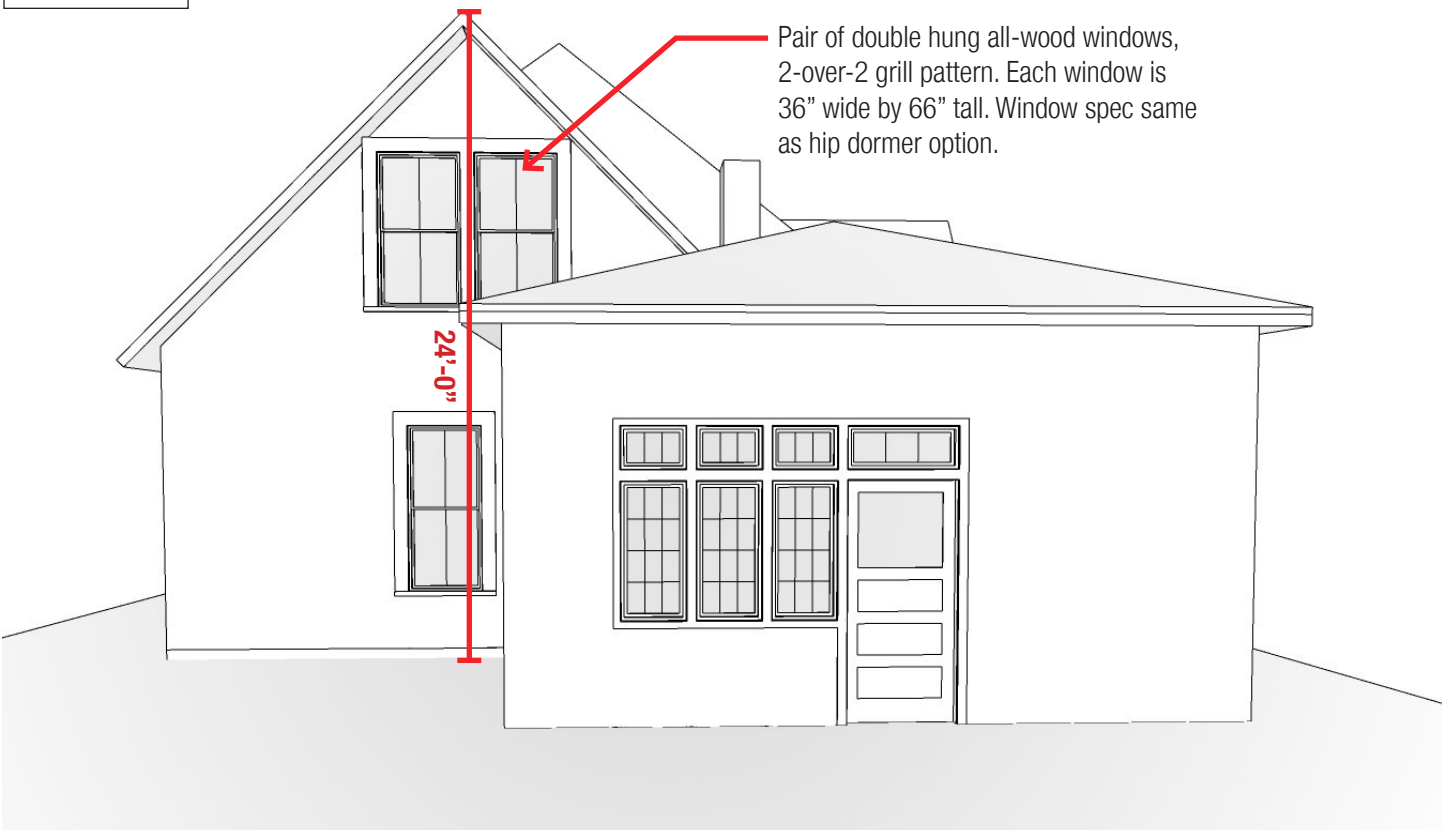 Pair of double hung all-wood windows,
2-over-2 grill pattern. Each window is
36” wide by 66” tall. Window spec same
as hip dormer option.
24'-0”